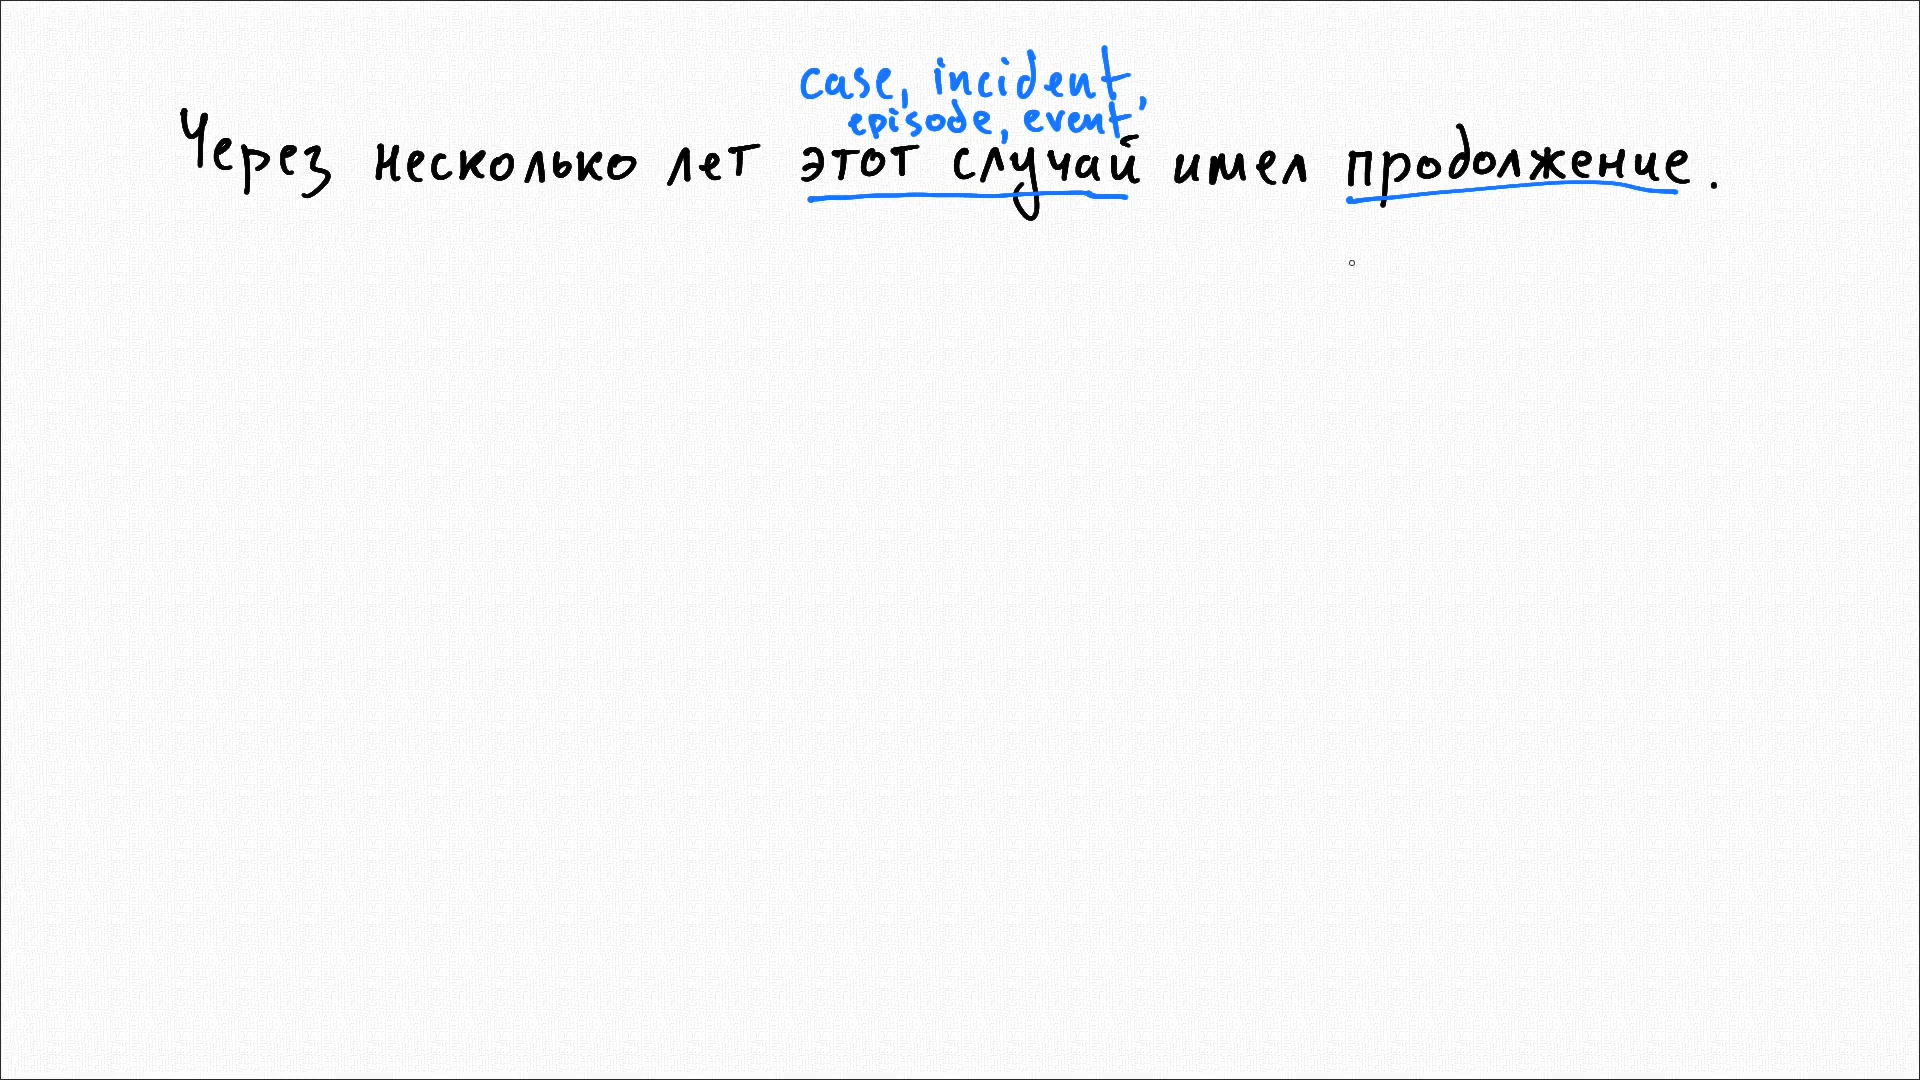 case, incident,
episode, event
Через несколько лет этот случай имел продолжение.